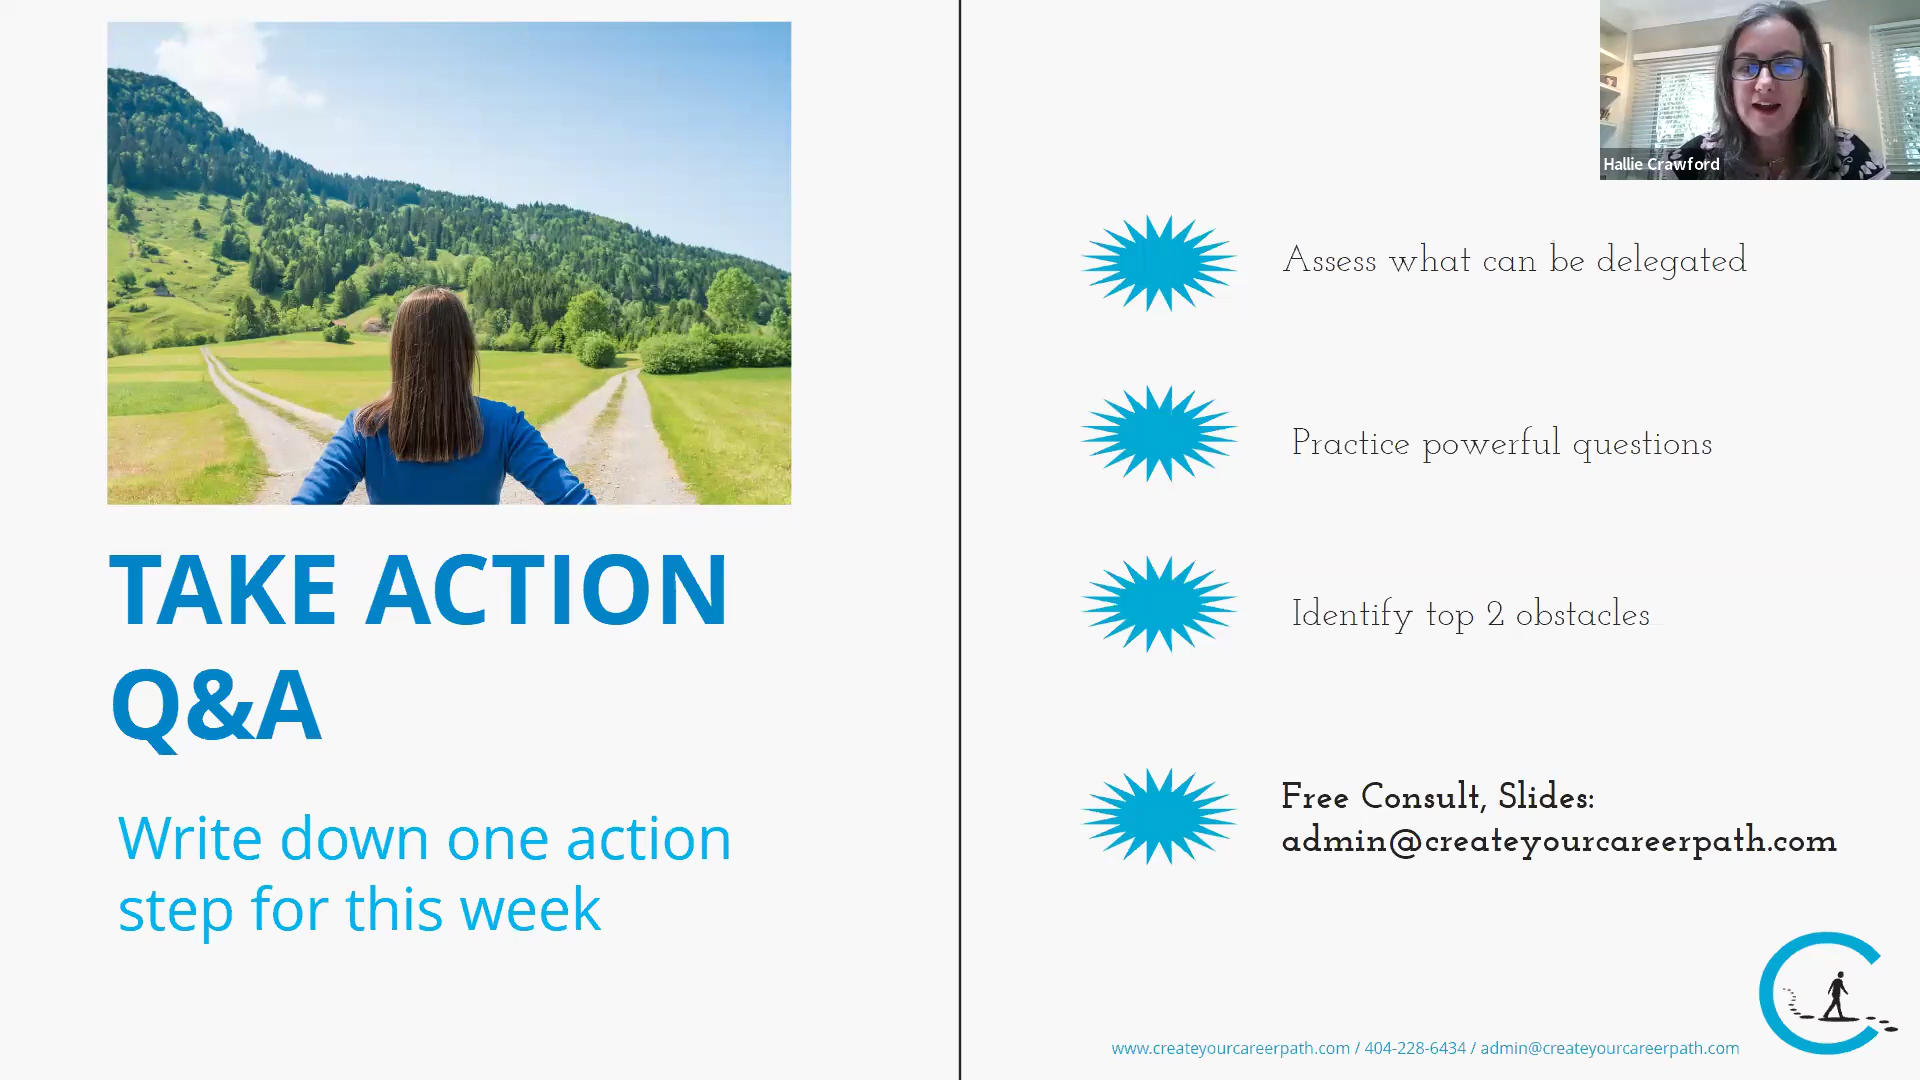 Hallie Crawford
TAKE ACTION
Q&A
Write down one action
step for this week
Assess what can be delegated
Practice powerful questions
Identify top 2 obstacles
Free Consult, Slides:
admin@createyourcareerpath.com
www.createyourcareerpath.com / 404-228-6434 / admin@createyourcareerpath.com